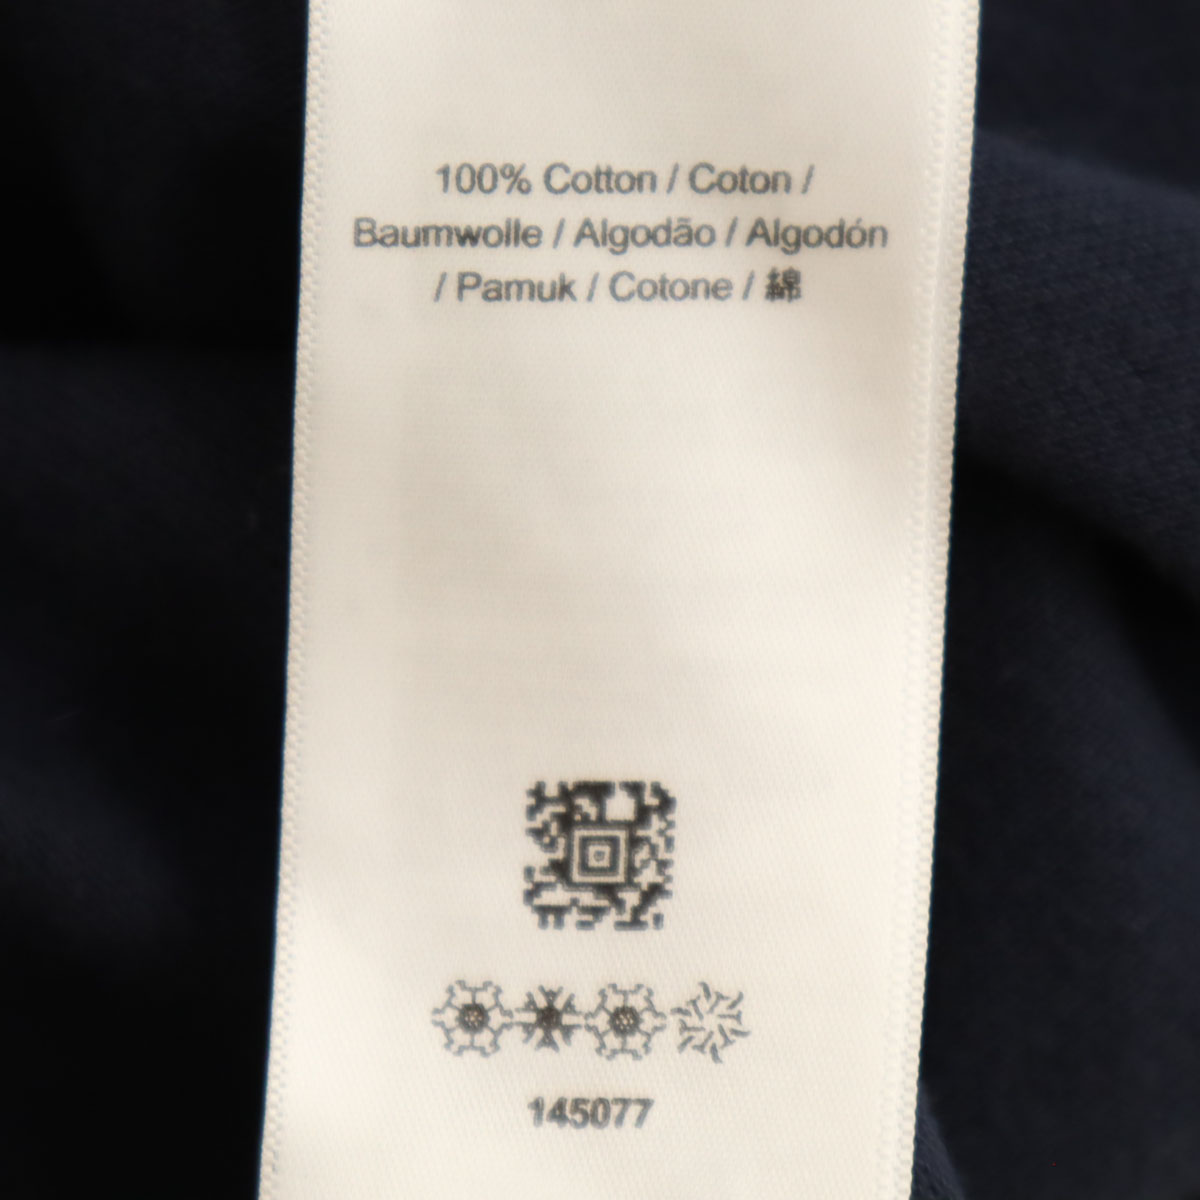 100% Cotton / Coton /
Baumwolle / Algodão / Algodón
/ Pamuk / Cotone / 綿
145077